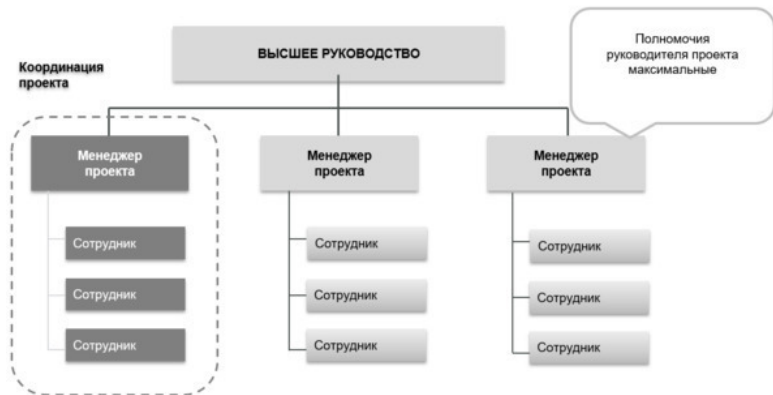 ВЫСШЕЕ РУКОВОДСТВО
Полномочия
руководителя проекта
максимальные
Координация
проекта
Менеджер
проекта
Менеджер
проекта
Менеджер
проекта
Сотрудник
Сотрудник
Сотрудник
Сотрудник
Сотрудник
Сотрудник
Сотрудник
Сотрудник
Сотрудник